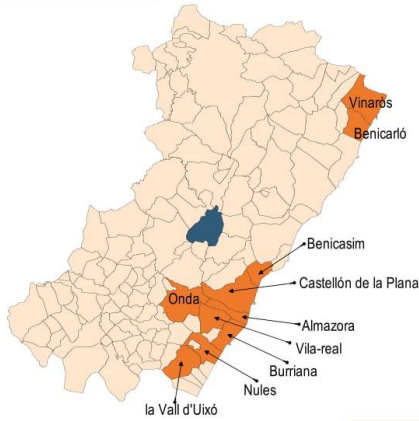 Vinaròs
Benicarló
Benicasim
Castellón de la Plana
Onda
Almazora
Vila-real
Burriana
Nules
la Vall d'Uixó